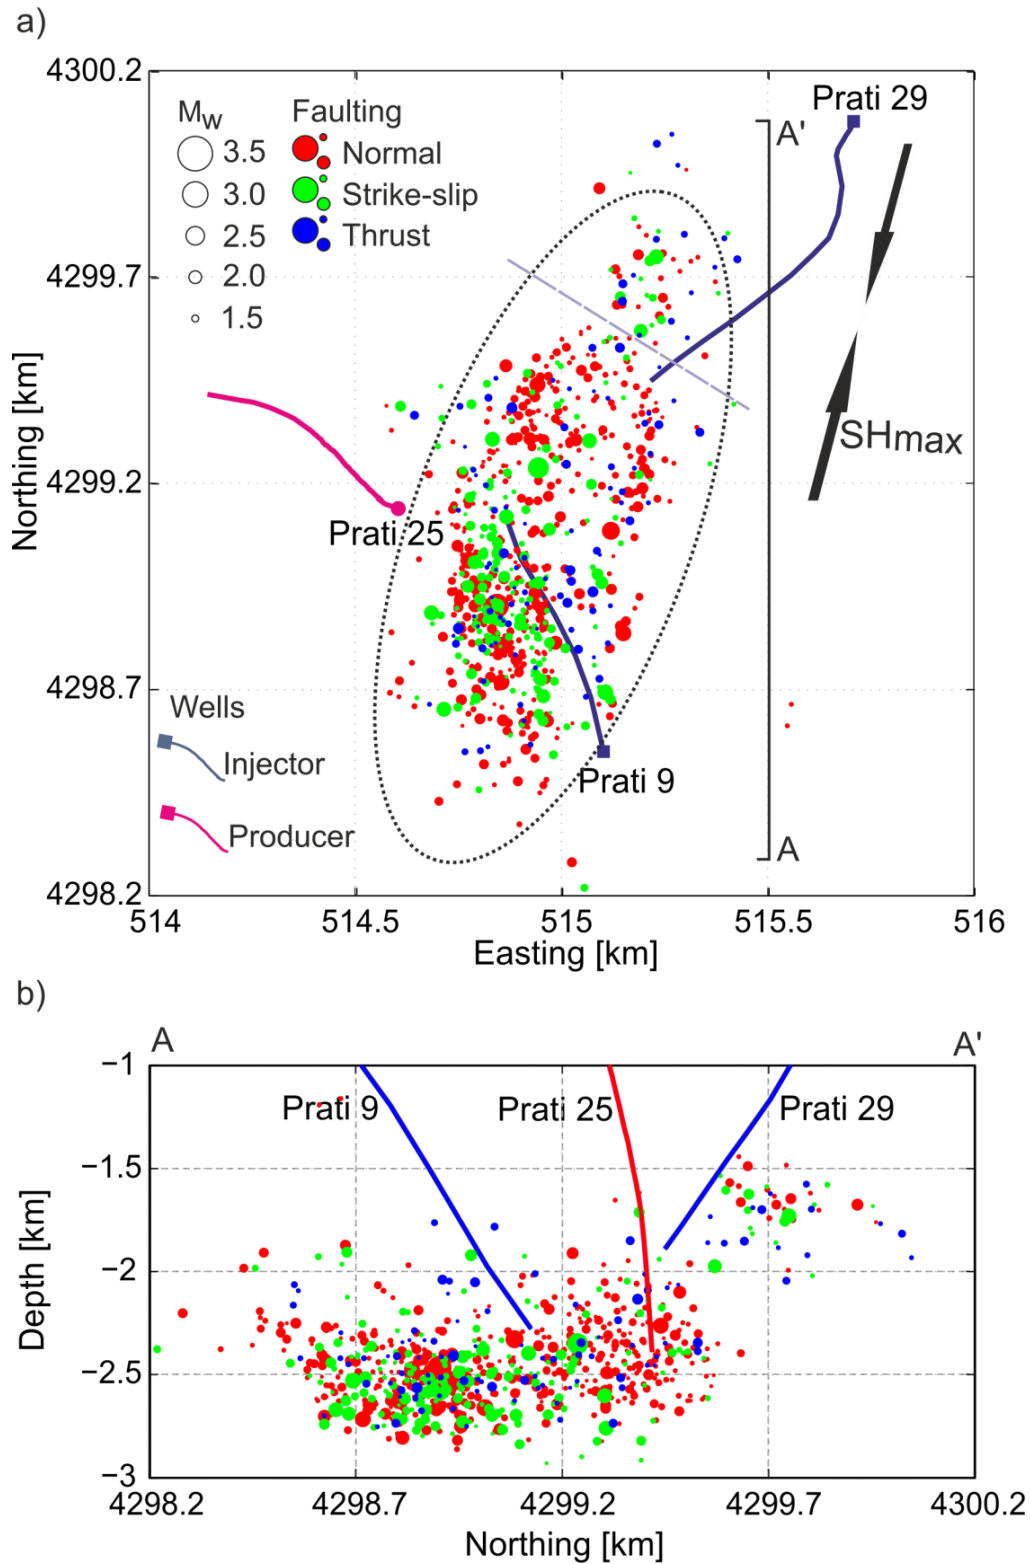 a)
4300.2
4299.7
4299.2
4298.7
4298.2
Northing [km]
Mw
3.5
3.0
2.5
2.0
1.5
Faulting
Normal
Strike-slip
Thrust
Prati 29
A'
SHmax
Prati 25
Prati 9
Wells
Injector
Producer
A
514
514.5
515
515.5
516
Easting [km]
b)
A
A'
−1
−1.5
−2
−2.5
−3
Depth [km]
Prati 9
Prati 25
Prati 29
4298.2
4298.7
4299.2
4299.7
4300.2
Northing [km]